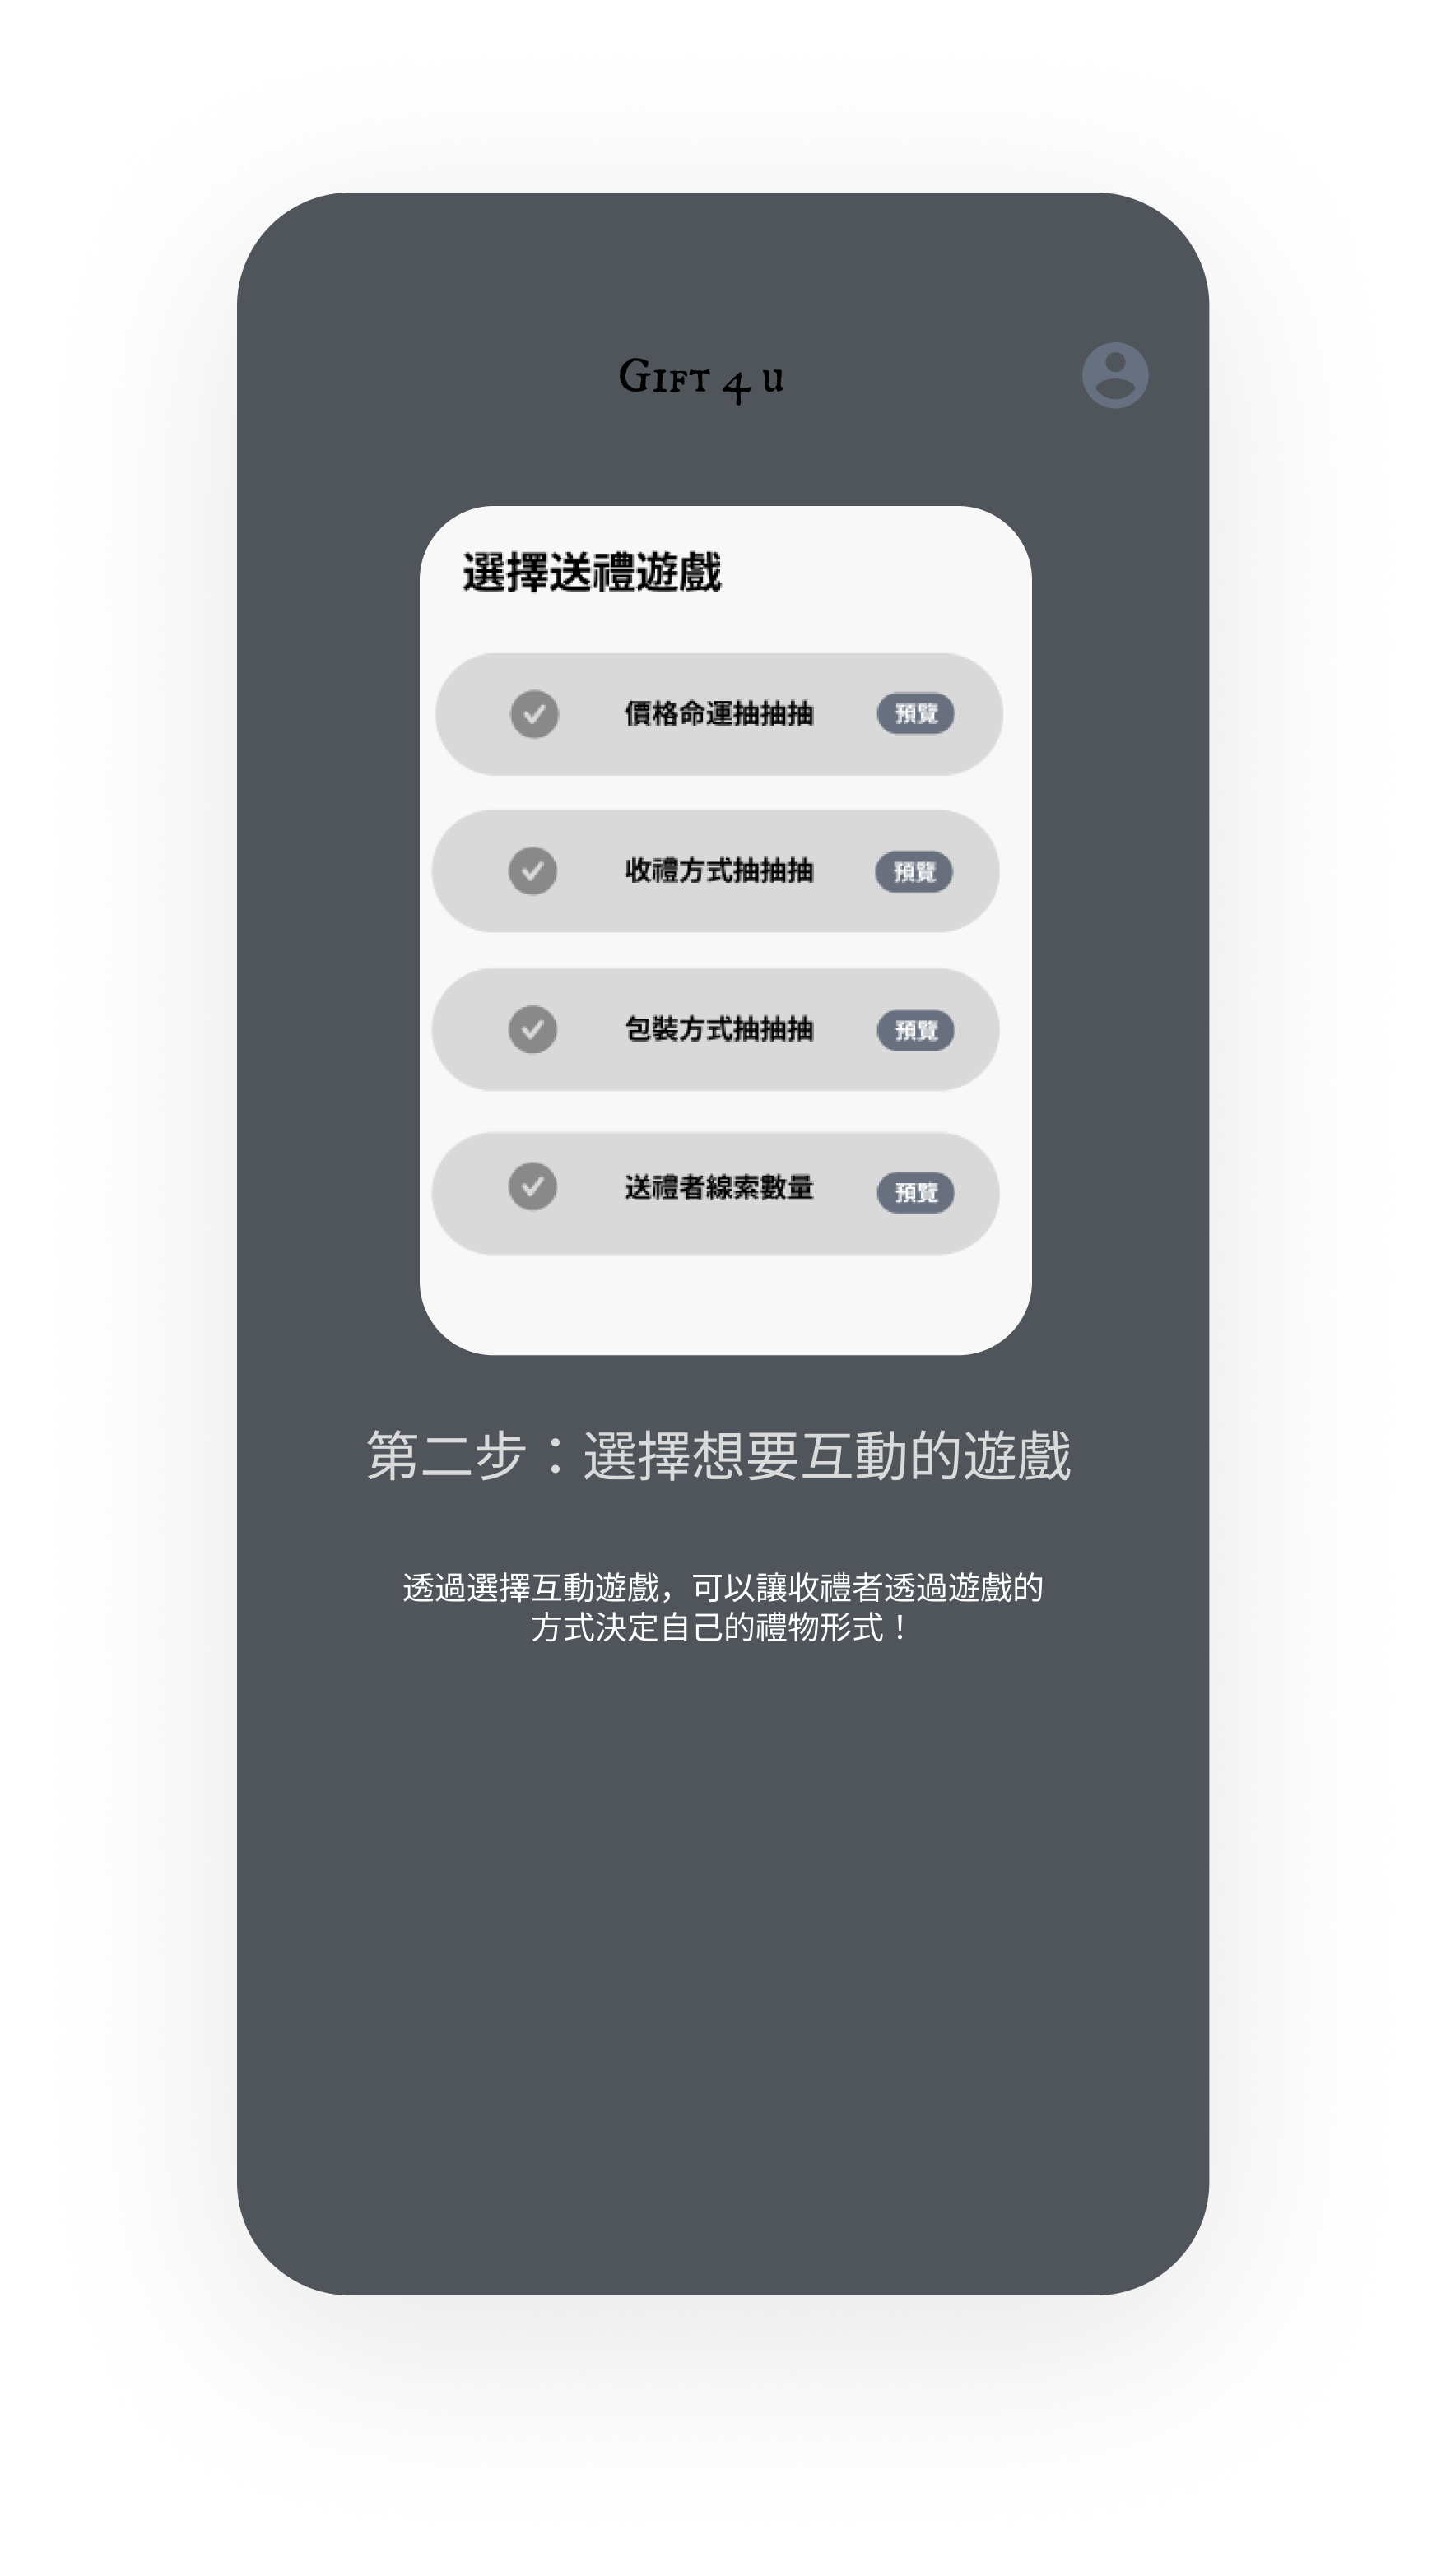 GIFT 4 U
選擇送禮遊戲
價格命運抽抽抽 預覽
收禮方式抽抽抽 預覽
包裝方式抽抽抽 預覽
送禮者線索數量 預覽
第二步：選擇想要互動的遊戲
透過選擇互動遊戲，可以讓收禮者透過遊戲的
方式決定自己的禮物形式！